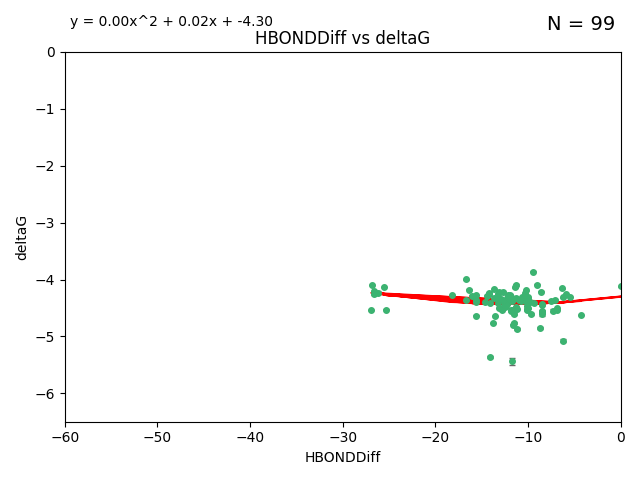 y = 0.00x^2 + 0.02x + -4.30
N = 99
HBONDDiff vs deltaG
0
−1
−2
−3
−4
−5
−6
deltaG
−60
−50
−40
−30
−20
−10
0
HBONDDiff